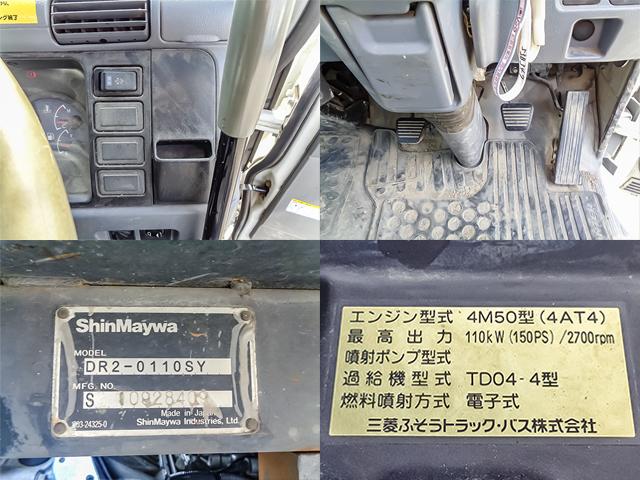 ShinMaywa
MODEL
DR2-0110SY
MFG. NO.
S 10928409
Made in Japan
ShinMaywa Industries, Ltd.
エンジン型式 4M50型(4AT4)
最高出力 110kW(150PS)/2700rpm
噴射ポンプ型式
過給機型式 TD04-4型
燃料噴射方式 電子式
三菱ふそうトラック・バス株式会社